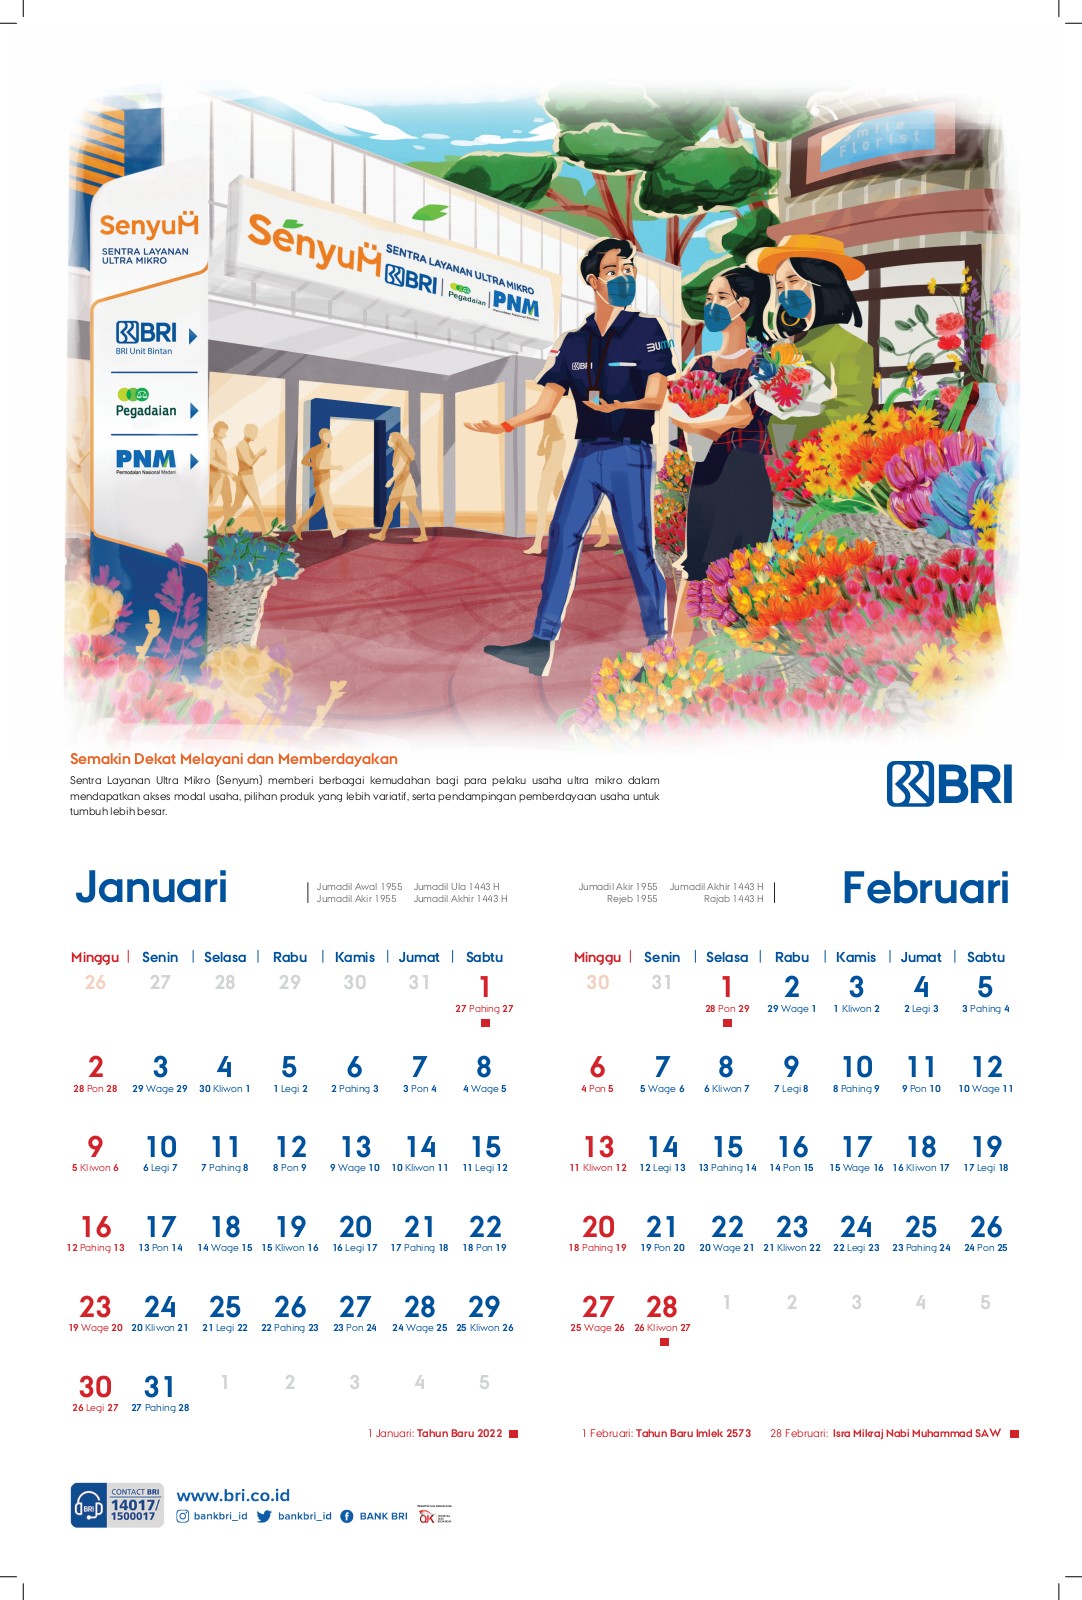 Smile
Florist
SenyuM
SENTRA LAYANAN
ULTRA MIKRO
BRI
BRI Unit Bintan
Pegadaian
PNM
Permodalan Nasional Madani
SenyuM
SENTRA LAYANAN ULTRA MIKRO
BRI Pegadaian PNM
Permodalan Nasional Madani
BRI
BUMN
Semakin Dekat Melayani dan Memberdayakan
Sentra Layanan Ultra Mikro (Senyum) memberi berbagai kemudahan bagi para pelaku usaha ultra mikro dalam
mendapatkan akses modal usaha, pilihan produk yang lebih variatif, serta pendampingan pemberdayaan usaha untuk
tumbuh lebih besar.
BRI
Januari
Jumadil Awal 1955 Jumadil Ula 1443 H
Jumadil Akir 1955 Jumadil Akhir 1443 H
Minggu | Senin | Selasa | Rabu | Kamis | Jumat | Sabtu
26 27 28 29 30 31 1
27 Pahing 27
2 3 4 5 6 7 8
28 Pon 28 29 Wage 29 30 Kliwon 1 1 Legi 2 2 Pahing 3 3 Pon 4 4 Wage 5
9 10 11 12 13 14 15
5 Kliwon 6 6 Legi 7 7 Pahing 8 8 Pon 9 9 Wage 10 10 Kliwon 11 11 Legi 12
16 17 18 19 20 21 22
12 Pahing 13 13 Pon 14 14 Wage 15 15 Kliwon 16 16 Legi 17 17 Pahing 18 18 Pon 19
23 24 25 26 27 28 29
19 Wage 20 20 Kliwon 21 21 Legi 22 22 Pahing 23 23 Pon 24 24 Wage 25 25 Kliwon 26
30 31 1 2 3 4 5
26 Legi 27 27 Pahing 28
1 Januari: Tahun Baru 2022
Jumadil Akir 1955 Jumadil Akhir 1443 H
Rejeb 1955 Rajab 1443 H
Februari
Minggu | Senin | Selasa | Rabu | Kamis | Jumat | Sabtu
30 31 1 2 3 4 5
28 Pon 29 29 Wage 1 1 Kliwon 2 2 Legi 3 3 Pahing 4
6 7 8 9 10 11 12
4 Pon 5 5 Wage 6 6 Kliwon 7 7 Legi 8 8 Pahing 9 9 Pon 10 10 Wage 11
13 14 15 16 17 18 19
11 Kliwon 12 12 Legi 13 13 Pahing 14 14 Pon 15 15 Wage 16 16 Kliwon 17 17 Legi 18
20 21 22 23 24 25 26
18 Pahing 19 19 Pon 20 20 Wage 21 21 Kliwon 22 22 Legi 23 23 Pahing 24 24 Pon 25
27 28 1 2 3 4 5
25 Wage 26 26 Kliwon 27
1 Februari: Tahun Baru Imlek 2573 28 Februari: Isra Mikraj Nabi Muhammad SAW
CONTACT BRI
14017/
1500017
BRI
www.bri.co.id
bankbri_id bankbri_id BANK BRI